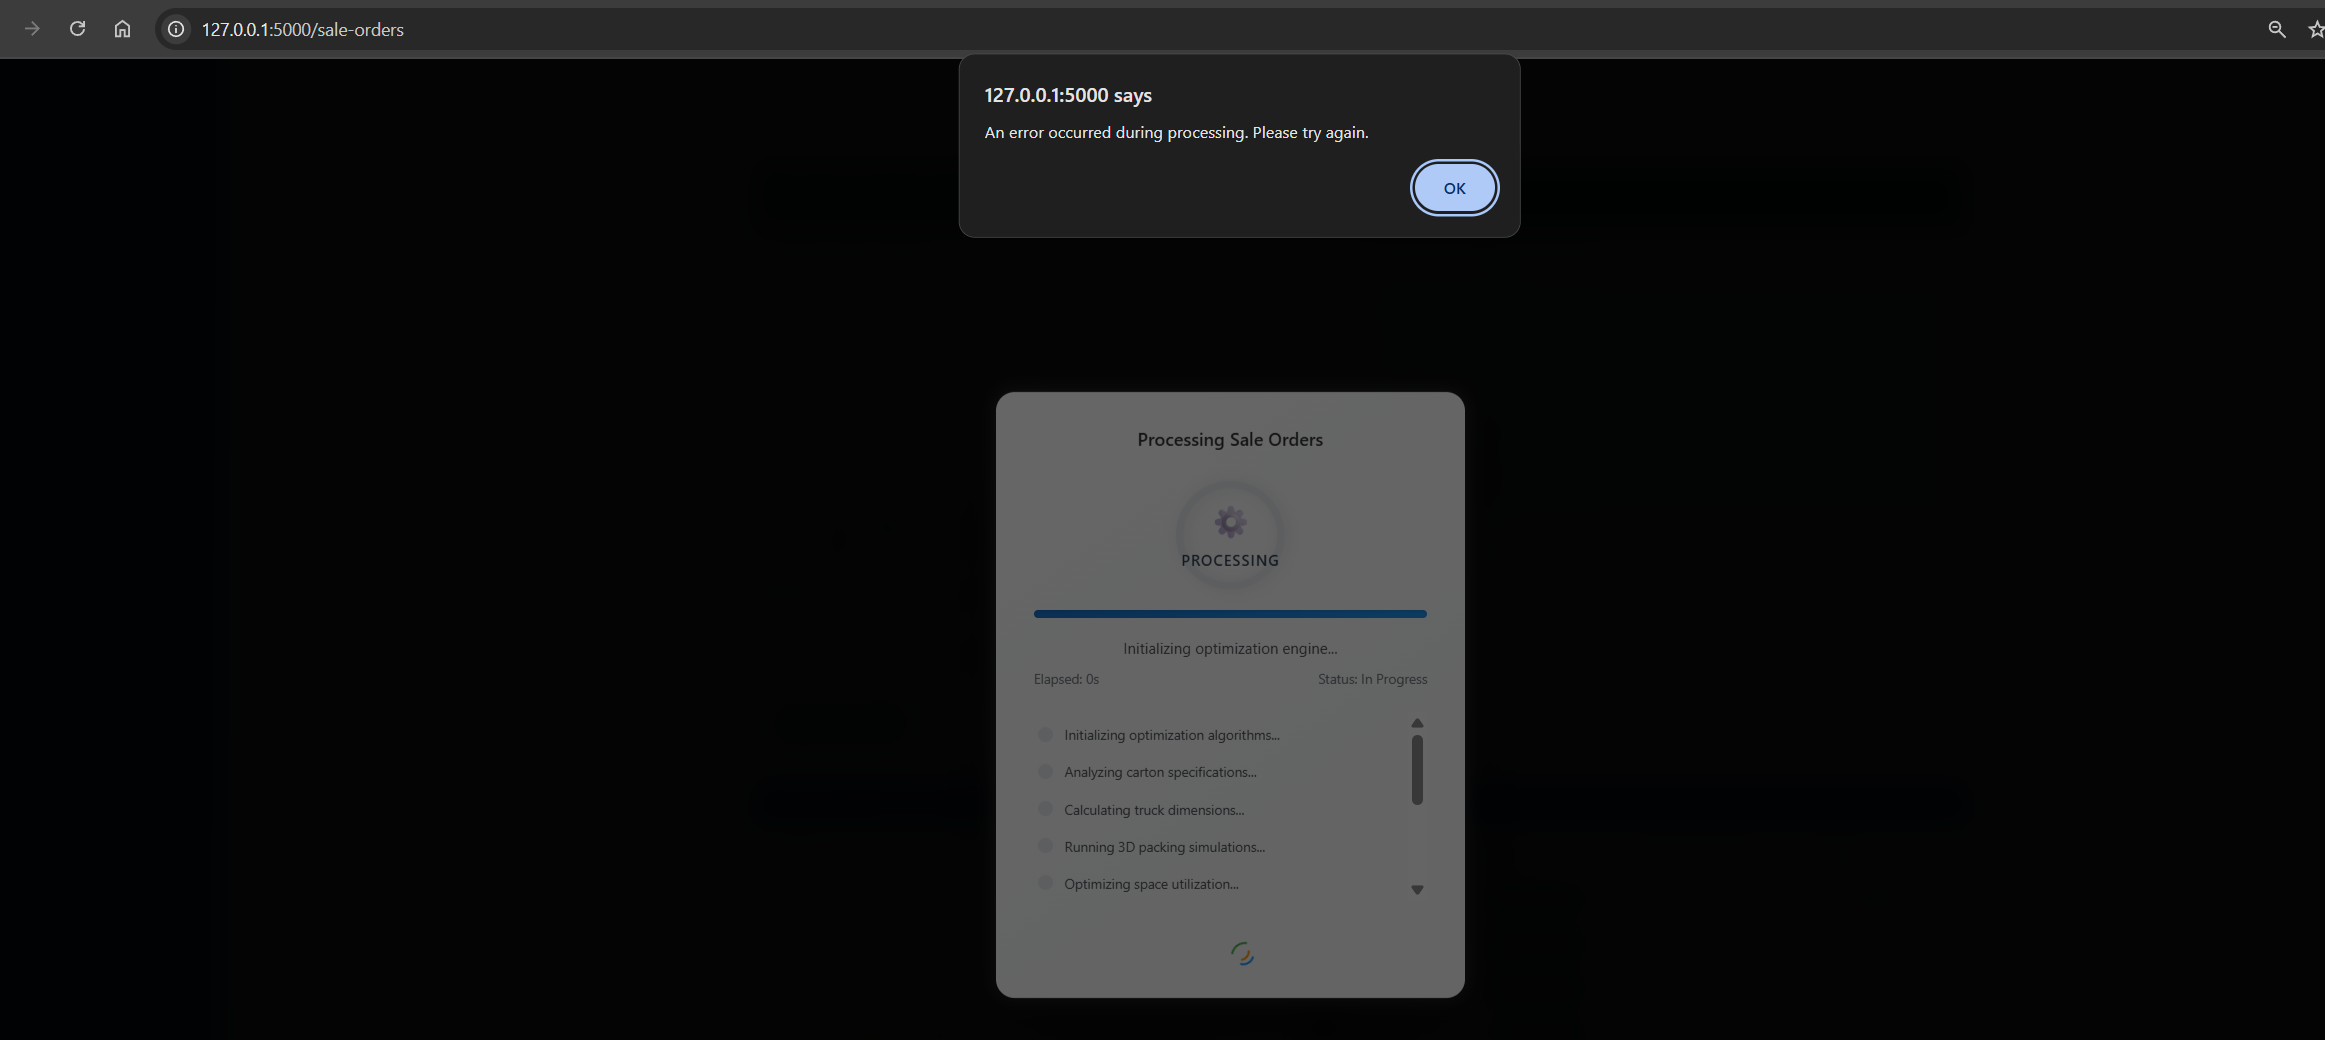 127.0.0.1:5000/sale-orders
127.0.0.1:5000 says
An error occurred during processing. Please try again.
OK
Processing Sale Orders
PROCESSING
Initializing optimization engine...
Elapsed: 0s
Status: In Progress
Initializing optimization algorithms...
Analyzing carton specifications...
Calculating truck dimensions...
Running 3D packing simulations...
Optimizing space utilization...